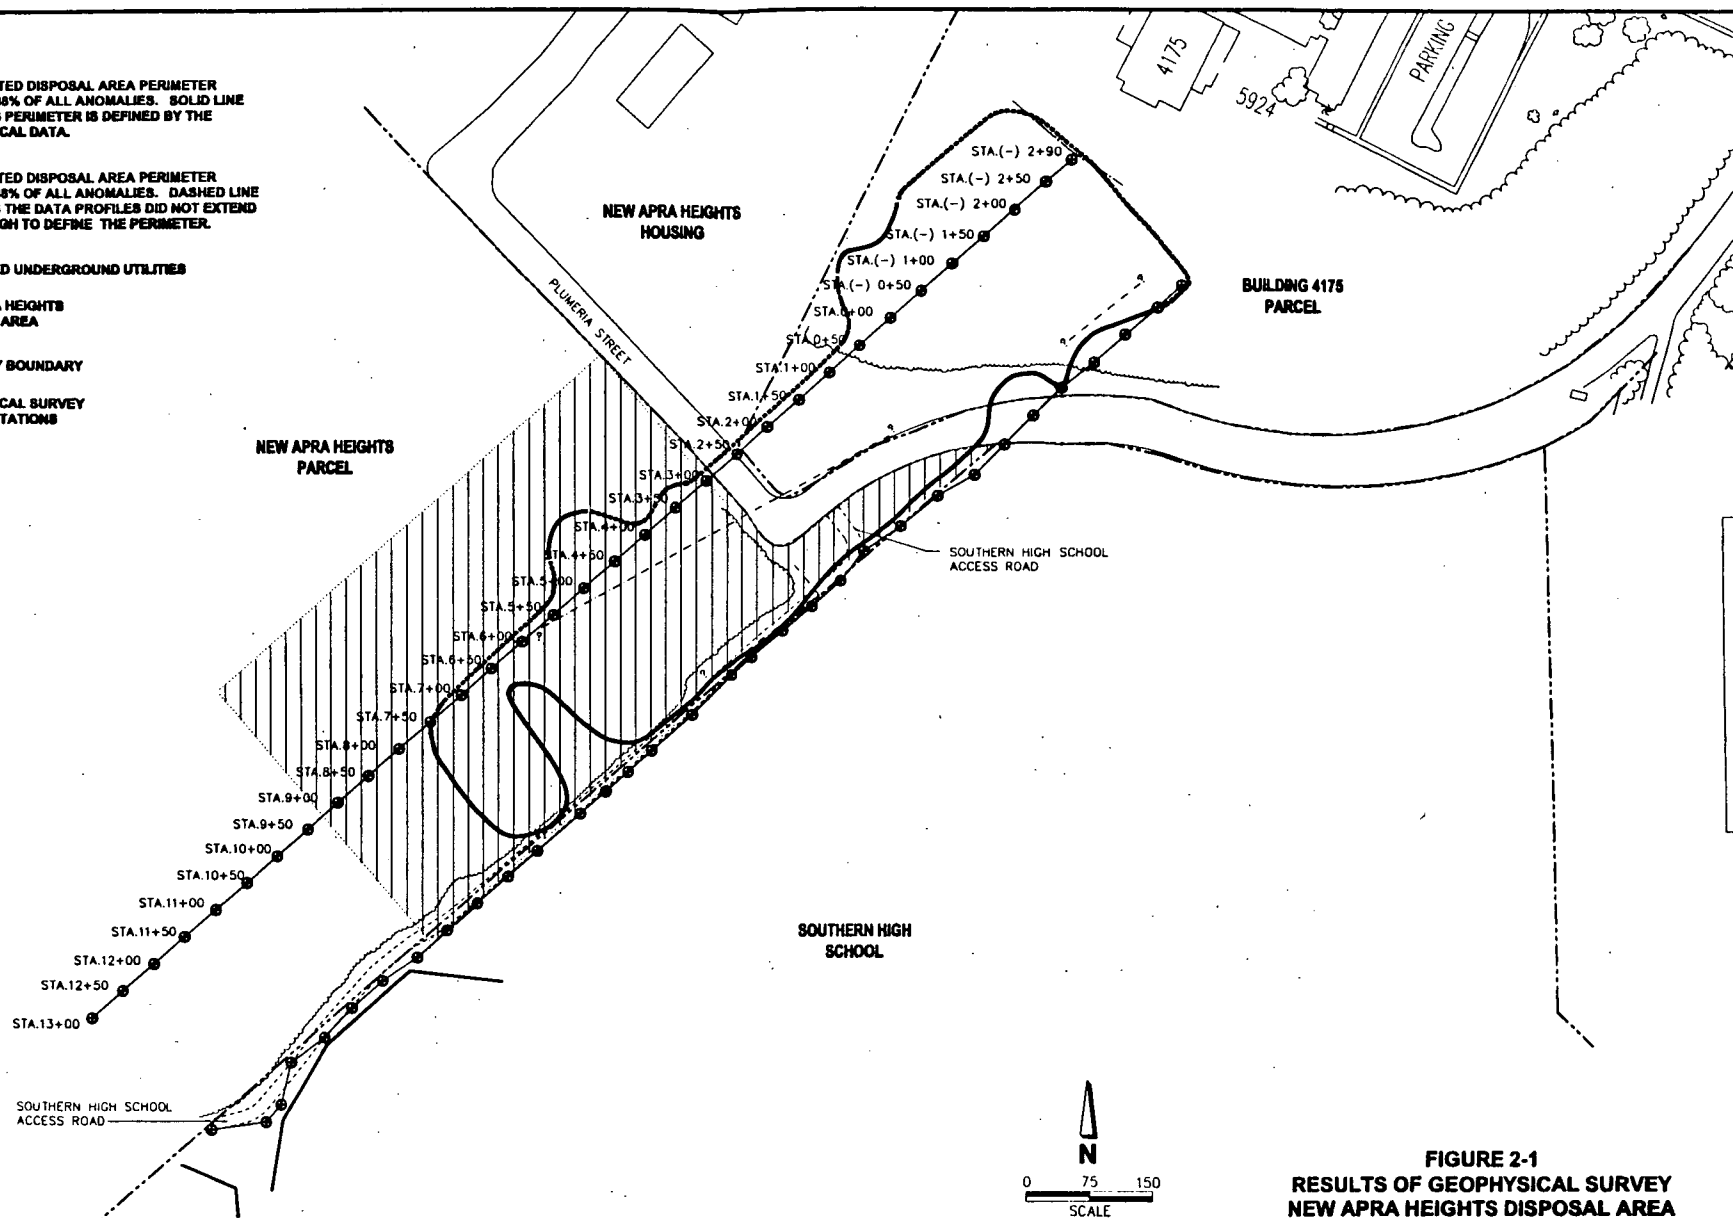 TED DISPOSAL AREA PERIMETER
8% OF ALL ANOMALIES. SOLID LINE
PERIMETER IS DEFINED BY THE
CAL DATA.
TED DISPOSAL AREA PERIMETER
8% OF ALL ANOMALIES. DASHED LINE
THE DATA PROFILES DID NOT EXTEND
GH TO DEFINE THE PERIMETER.
D UNDERGROUND UTILITIES
HEIGHTS
AREA
Y BOUNDARY
CAL SURVEY
TATIONS
4175
5924
PARKING
NEW APRA HEIGHTS
HOUSING
PLUMERIA STREET
BUILDING 4175
PARCEL
NEW APRA HEIGHTS
PARCEL
STA.(-) 2+90
STA.(-) 2+50
STA.(-) 2+00
STA.(-) 1+50
STA.(-) 1+00
STA.(-) 0+50
STA.0+00
STA.0+50
STA.1+00
STA.1+50
STA.2+00
STA.2+50
STA.3+00
STA.3+50
STA.4+00
STA.4+50
STA.5+00
STA.5+50
STA.6+00
?
STA.6+50
STA.7+00
STA.7+50
STA.8+00
STA.8+50
STA.9+00
STA.9+50
STA.10+00
STA.10+50
STA.11+00
STA.11+50
STA.12+00
STA.12+50
STA.13+00
SOUTHERN HIGH SCHOOL
ACCESS ROAD
SOUTHERN HIGH
SCHOOL
SOUTHERN HIGH SCHOOL
ACCESS ROAD
N
0 75 150
SCALE
FIGURE 2-1
RESULTS OF GEOPHYSICAL SURVEY
NEW APRA HEIGHTS DISPOSAL AREA